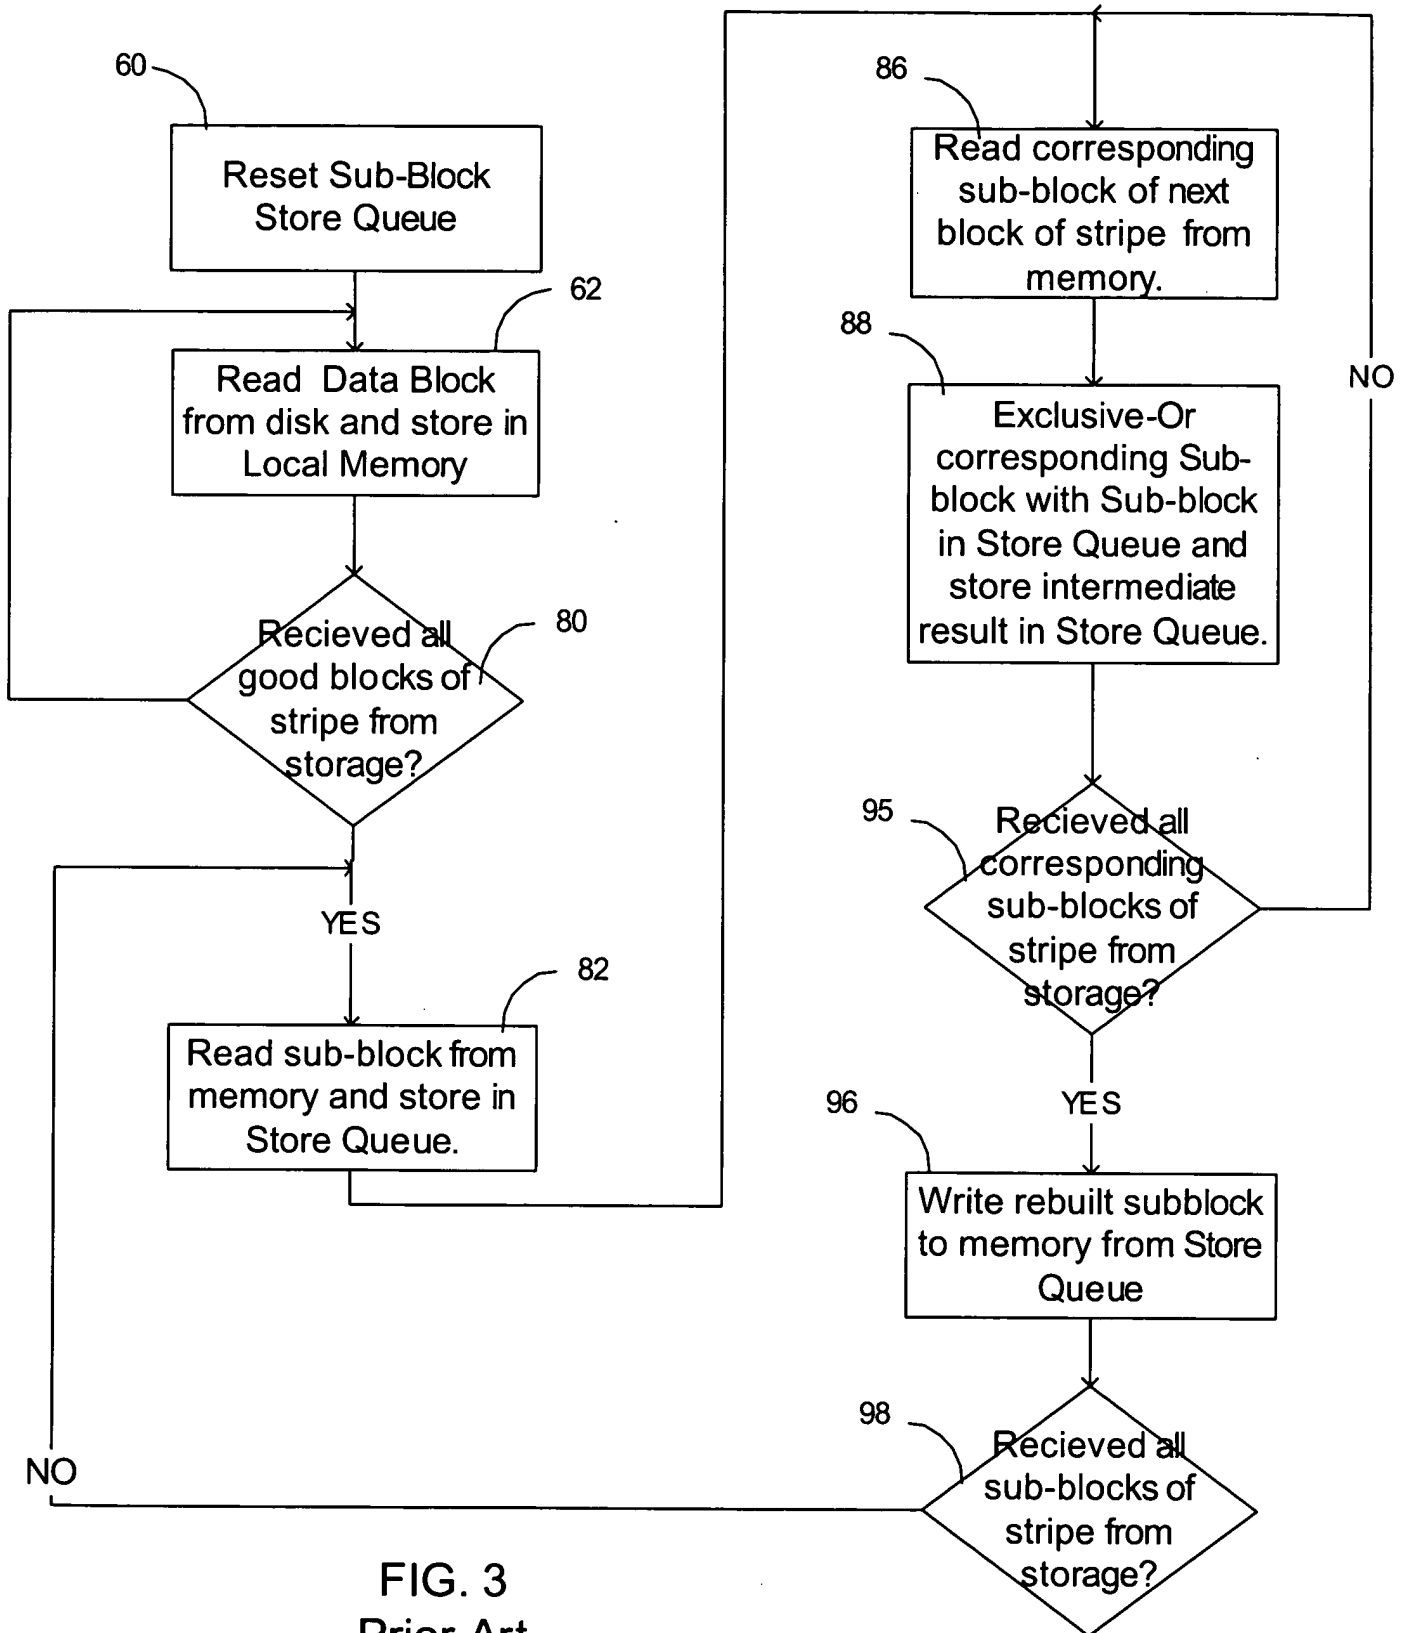 60
Reset Sub-Block
Store Queue
62
Read Data Block
from disk and store in
Local Memory
80
Recieved all
good blocks of
stripe from
storage?
YES
82
Read sub-block from
memory and store in
Store Queue.
NO
86
Read corresponding
sub-block of next
block of stripe from
memory.
88
Exclusive-Or
corresponding Sub-
block with Sub-block
in Store Queue and
store intermediate
result in Store Queue.
NO
95
Recieved all
corresponding
sub-blocks of
stripe from
storage?
YES
96
Write rebuilt subblock
to memory from Store
Queue
98
Recieved all
sub-blocks of
stripe from
storage?
FIG. 3
Prior Art